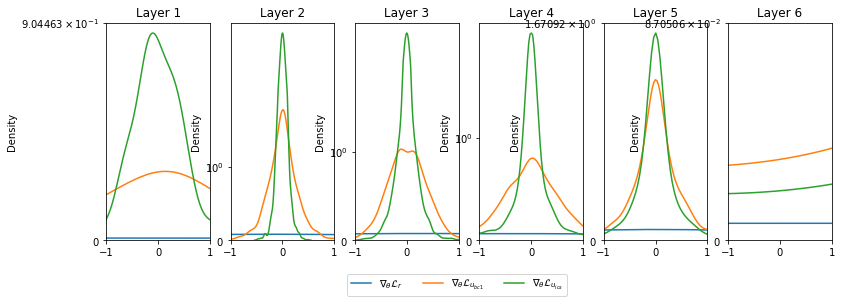 Layer 1
Layer 2
Layer 3
Layer 4
Layer 5
Layer 6
9.04463 × 10⁻¹
1.67092 × 10⁰
8.70506 × 10⁻²
Density
Density
Density
Density
Density
10⁰
10⁰
10⁰
0
0
0
0
0
0
−1 0 1
−1 0 1
−1 0 1
−1 0 1
−1 0 1
−1 0 1
∇θℒr ∇θℒu_bc1 ∇θℒu_ics